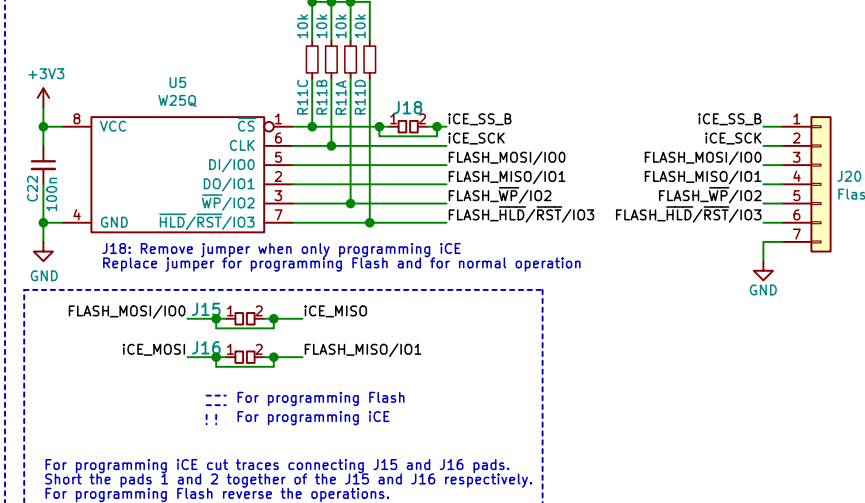 10k 10k 10k 10k
+3V3
U5
W25Q
R11C R11B R11A R11D
J18
1 2
iCE_SS_B
iCE_SCK
FLASH_MOSI/IO0
FLASH_MISO/IO1
FLASH_WP/IO2
FLASH_HLD/RST/IO3
8 VCC
4 GND
CS 1
CLK 6
DI/IO0 5
DO/IO1 2
WP/IO2 3
HLD/RST/IO3 7
C22
100n
GND
iCE_SS_B 1
iCE_SCK 2
FLASH_MOSI/IO0 3
FLASH_MISO/IO1 4
FLASH_WP/IO2 5
FLASH_HLD/RST/IO3 6
7
J20
Flas
GND
J18: Remove jumper when only programming iCE
Replace jumper for programming Flash and for normal operation
FLASH_MOSI/IO0 J15 1 2 iCE_MISO
iCE_MOSI J16 1 2 FLASH_MISO/IO1
For programming Flash
!! For programming iCE
For programming iCE cut traces connecting J15 and J16 pads.
Short the pads 1 and 2 together of the J15 and J16 respectively.
For programming Flash reverse the operations.